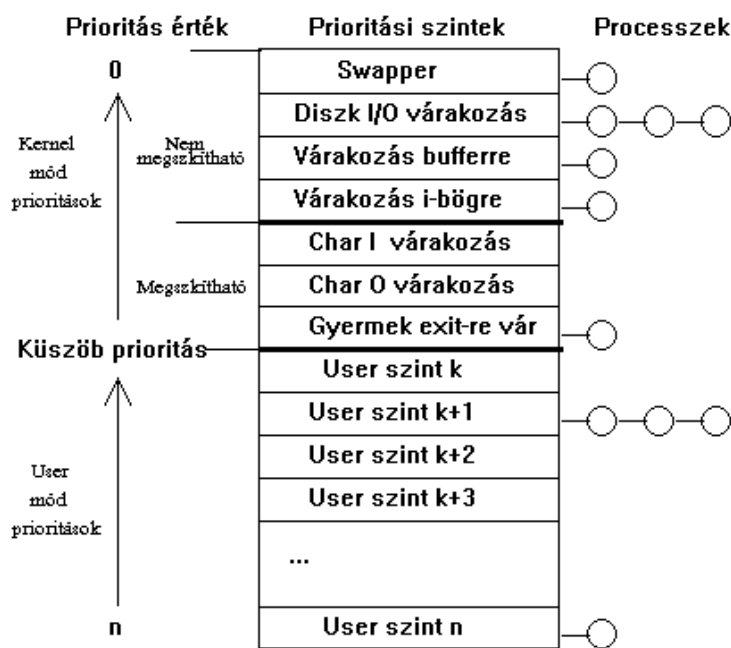 Prioritás érték
Prioritási szintek
Processzek
0
Swapper
Diszk I/O várakozás
Kernel
mód
prioritások
Nem
megszkítható
Várakozás bufferre
Várakozás i-bögre
Char I várakozás
Megszkítható
Char O várakozás
Gyermek exit-re vár
Küszöb prioritás
User szint k
User szint k+1
User szint k+2
User
mód
prioritások
User szint k+3
...
n
User szint n